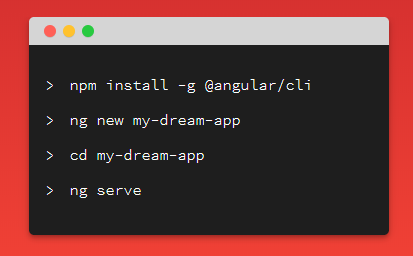 > npm install -g @angular/cli
> ng new my-dream-app
> cd my-dream-app
> ng serve